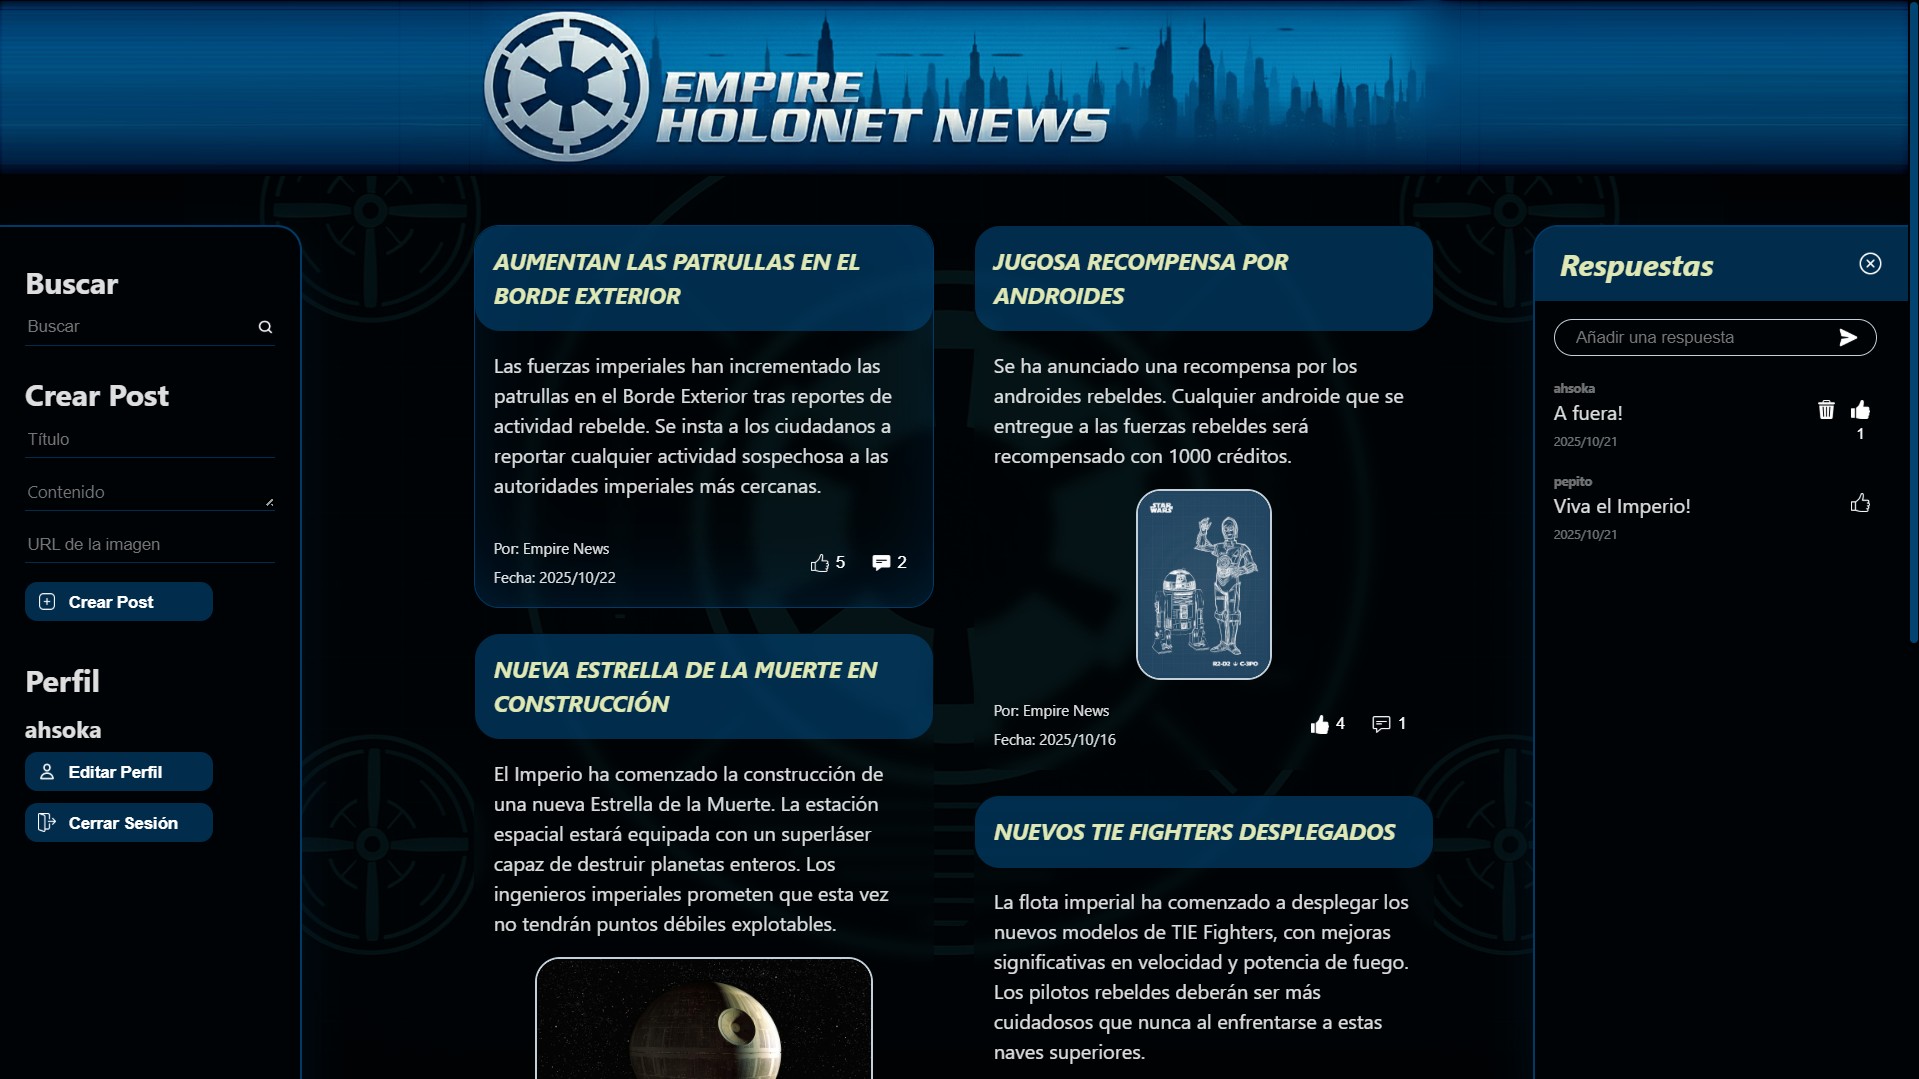 EMPIRE
HOLONET NEWS
Buscar
Buscar
Crear Post
Título
Contenido
URL de la imagen
Crear Post
Perfil
ahsoka
Editar Perfil
Cerrar Sesión
AUMENTAN LAS PATRULLAS EN EL
BORDE EXTERIOR
Las fuerzas imperiales han incrementado las
patrullas en el Borde Exterior tras reportes de
actividad rebelde. Se insta a los ciudadanos a
reportar cualquier actividad sospechosa a las
autoridades imperiales más cercanas.
Por: Empire News
Fecha: 2025/10/22
5
2
NUEVA ESTRELLA DE LA MUERTE EN
CONSTRUCCIÓN
El Imperio ha comenzado la construcción de
una nueva Estrella de la Muerte. La estación
espacial estará equipada con un superláser
capaz de destruir planetas enteros. Los
ingenieros imperiales prometen que esta vez
no tendrán puntos débiles explotables.
JUGOSA RECOMPENSA POR
ANDROIDES
Se ha anunciado una recompensa por los
androides rebeldes. Cualquier androide que se
entregue a las fuerzas rebeldes será
recompensado con 1000 créditos.
STAR
WARS
R2-D2 C-3PO
Por: Empire News
Fecha: 2025/10/16
4
1
NUEVOS TIE FIGHTERS DESPLEGADOS
La flota imperial ha comenzado a desplegar los
nuevos modelos de TIE Fighters, con mejoras
significativas en velocidad y potencia de fuego.
Los pilotos rebeldes deberán ser más
cuidadosos que nunca al enfrentarse a estas
naves superiores.
Respuestas
Añadir una respuesta
ahsoka
A fuera!
1
2025/10/21
pepito
Viva el Imperio!
2025/10/21